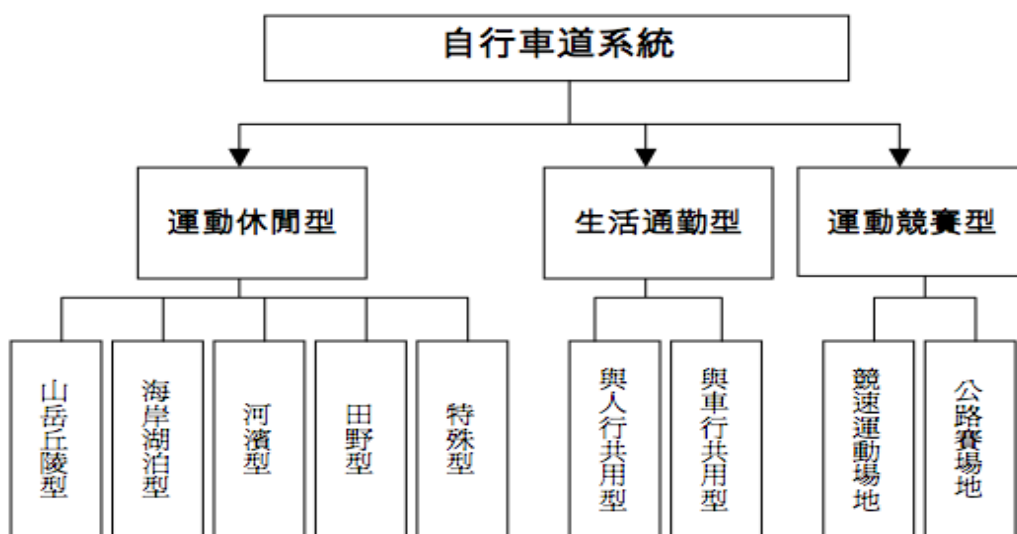 自行車道系統
運動休閒型
生活通勤型
運動競賽型
山岳丘陵型
海岸湖泊型
河濱型
田野型
特殊型
與人行共用型
與車行共用型
競速運動場地
公路賽場地